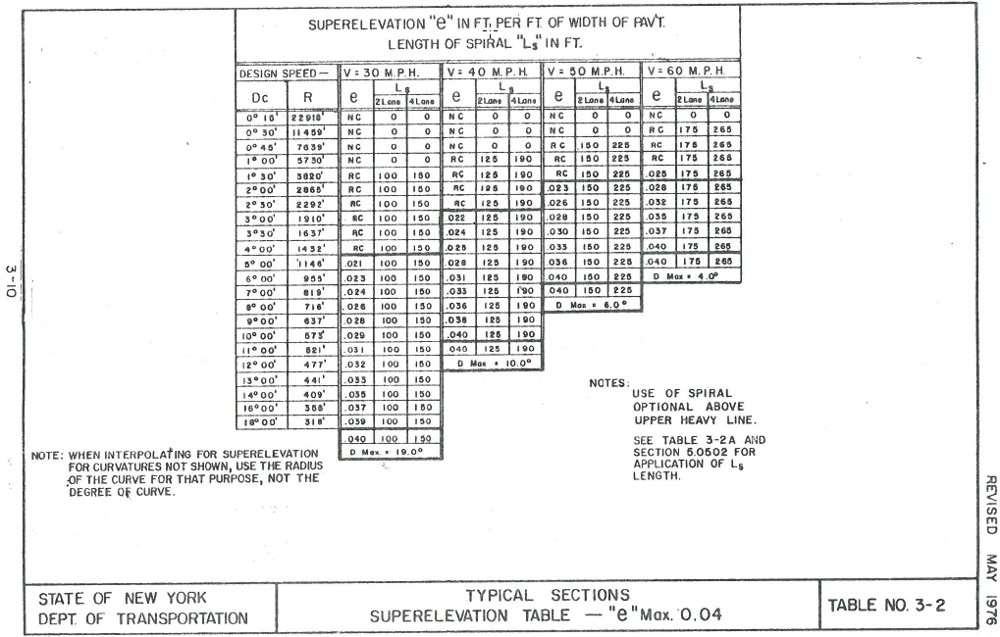 SUPERELEVATION "e" IN FT. PER FT. OF WIDTH OF PAV'T.
LENGTH OF SPIRAL "Ls" IN FT.
DESIGN SPEED— V = 30 M.P.H. V = 40 M.P.H. V = 50 M.P.H. V = 60 M.P.H.
Dc R e Ls e Ls e Ls e Ls
2 Lane 4 Lane 2 Lane 4 Lane 2 Lane 4 Lane 2 Lane 4 Lane
0° 15' 22918' NC 0 0 NC 0 0 NC 0 0 NC 0 0
0° 30' 11459' NC 0 0 NC 0 0 NC 0 0 RC 175 265
0° 45' 7639' NC 0 0 NC 0 0 RC 150 225 RC 175 265
1° 00' 5730' NC 0 0 RC 125 190 RC 150 225 RC 175 265
1° 30' 3820' RC 100 150 RC 125 190 RC 150 225 .025 175 265
2° 00' 2865' RC 100 150 RC 125 190 .023 150 225 .028 175 265
2° 30' 2292' RC 100 150 RC 125 190 .026 150 225 .032 175 265
3° 00' 1910' RC 100 150 .022 125 190 .028 150 225 .035 175 265
3° 30' 1637' RC 100 150 .024 125 190 .030 150 225 .037 175 265
4° 00' 1432' RC 100 150 .025 125 190 .033 150 225 .040 175 265
5° 00' 1146' .021 100 150 .028 125 190 .036 150 225 .040 175 265
6° 00' 955' .023 100 150 .031 125 190 .040 150 225 D Max = 4.0°
7° 00' 819' .024 100 150 .033 125 190 .040 150 225
8° 00' 716' .026 100 150 .036 125 190 D Max = 6.0°
9° 00' 637' .028 100 150 .038 125 190
10° 00' 573' .029 100 150 .040 125 190
11° 00' 521' .031 100 150 .040 125 190
12° 00' 477' .032 100 150 D Max = 10.0°
13° 00' 441' .033 100 150
14° 00' 409' .035 100 150
16° 00' 358' .037 100 150
18° 00' 318' .039 100 150
.040 100 150
D Max. = 19.0°
NOTES:
USE OF SPIRAL
OPTIONAL ABOVE
UPPER HEAVY LINE.
SEE TABLE 3-2A AND
SECTION 5.0502 FOR
APPLICATION OF Ls
LENGTH.
NOTE: WHEN INTERPOLATING FOR SUPERELEVATION
FOR CURVATURES NOT SHOWN, USE THE RADIUS
OF THE CURVE FOR THAT PURPOSE, NOT THE
DEGREE OF CURVE.
3-10
REVISED MAY 1976
STATE OF NEW YORK
DEPT. OF TRANSPORTATION
TYPICAL SECTIONS
SUPERELEVATION TABLE — "e" Max. 0.04
TABLE NO. 3-2